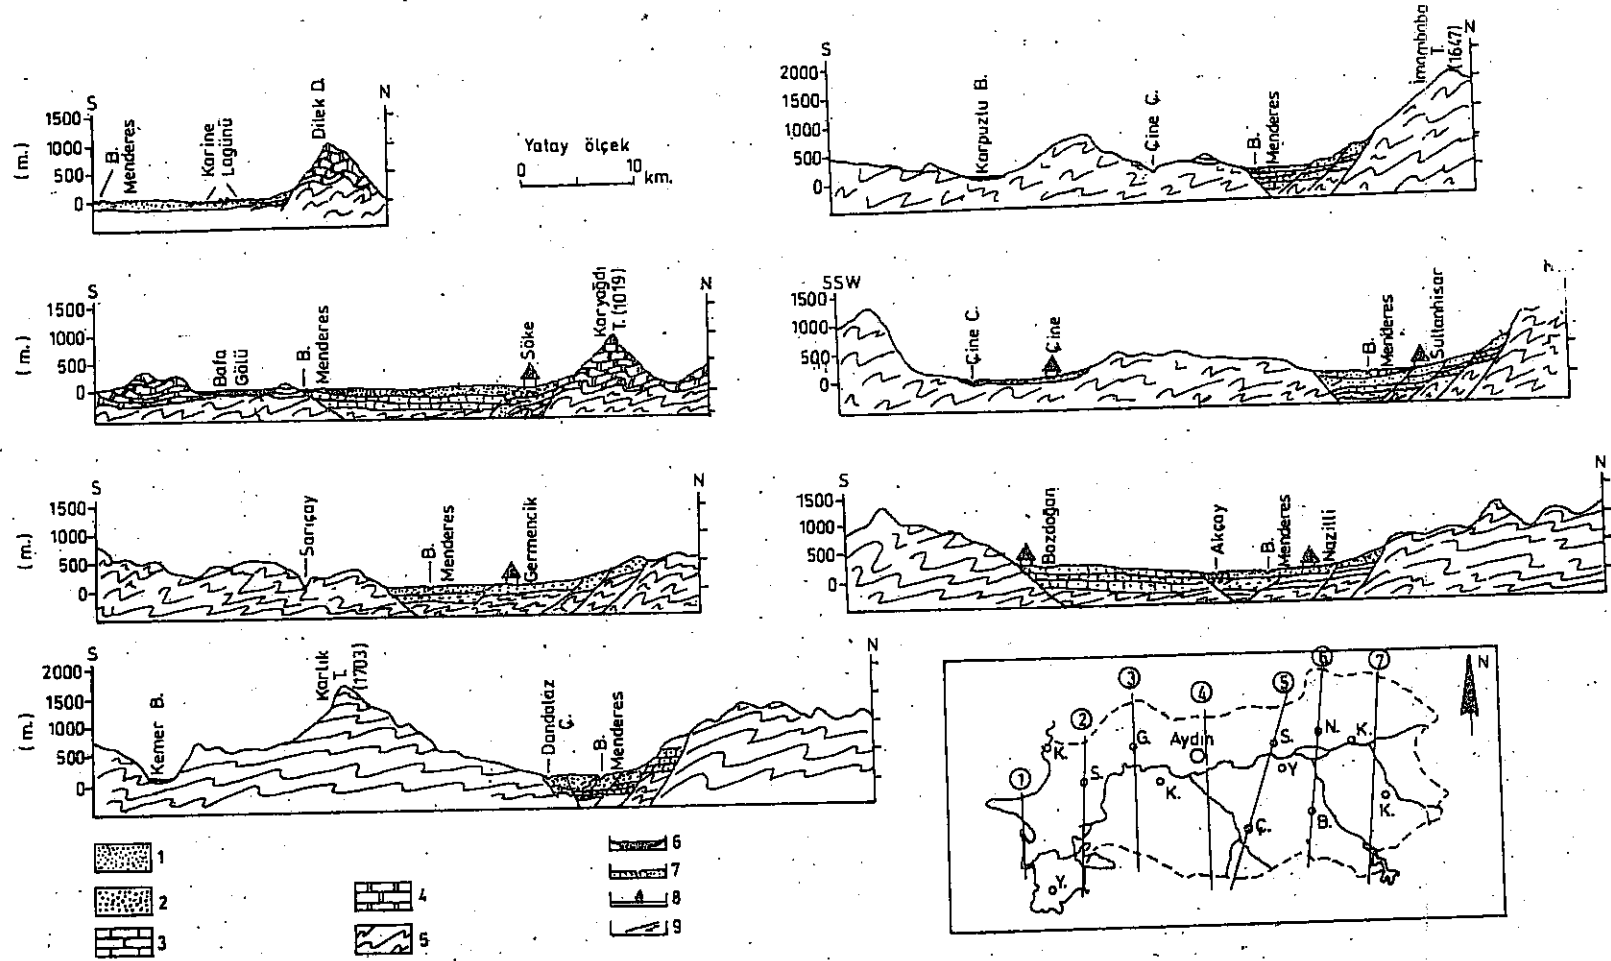 S
N
1500
1000
500
0
(m.)
B.
Menderes
Karine
Lagünü
Dilek D.
Yatay ölçek
0 10
km.
S
N
2000
1500
1000
500
0
Karpuzlu B.
Çine Ç.
B.
Menderes
İmambaba
T.
(1647)
S
N
1500
1000
500
0
(m.)
Bafa
Gölü
B.
Menderes
Söke
Karyağdı
T. (1019)
SSW
1500
1000
500
0
Çine C.
Çine
B.
Menderes
Sultanhisar
S
N
1500
1000
500
0
(m.)
Sarıçay
B.
Menderes
Germencik
S
N
1500
1000
500
0
Bozdoğan
Akçay
B.
Menderes
Nazilli
S
N
2000
1500
1000
500
0
(m.)
Kemer B.
Karlık
T.
(1703)
Dandalaz
Ç.
B.
Menderes
1
2
3
4
5
6
7
8
9
N
1
2
3
4
5
6
7
K.
S.
G.
Aydın
K.
S.
Y
N.
K.
Ç.
B.
K.
Y.